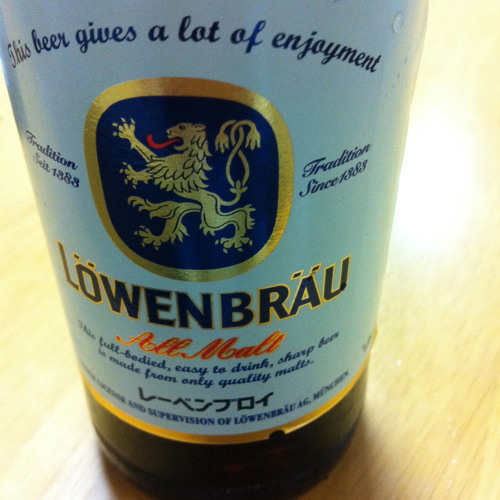 This beer gives a lot of enjoyment
Tradition
Seit 1383
Tradition
Since 1383
LÖWENBRÄU
All Malt
This full-bodied, easy to drink, sharp beer
is made from only quality malts.
レーベンブロイ
LICENSE AND SUPERVISION OF LÖWENBRÄU AG, MÜNCHEN